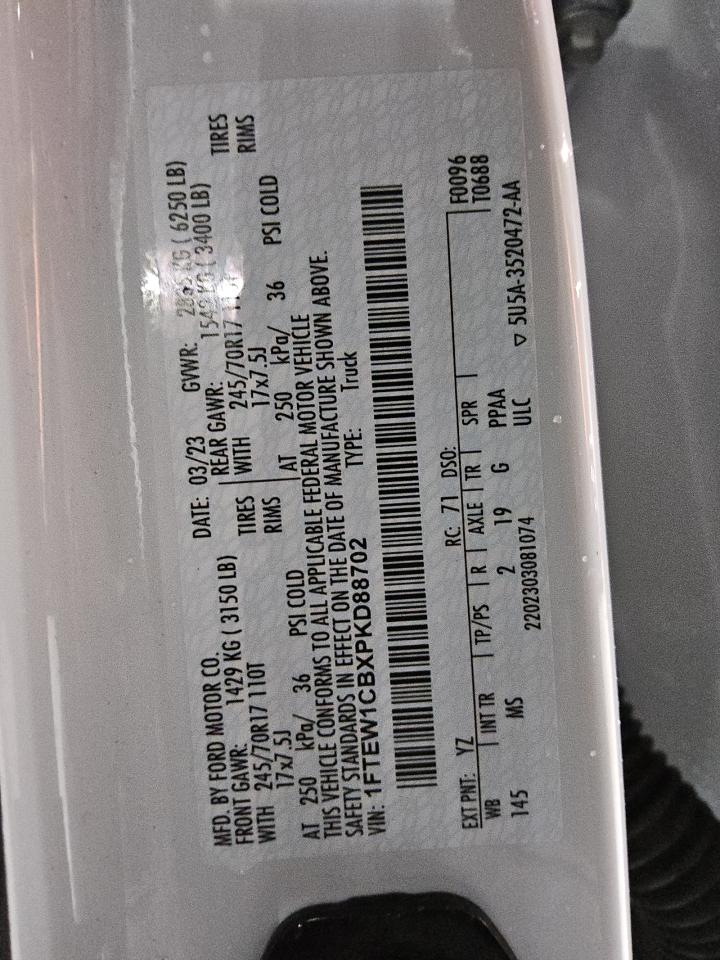 MFD. BY FORD MOTOR CO. DATE: 03/23 GVWR: KG ( 6250 LB)
FRONT GAWR: 1429 KG ( 3150 LB) REAR GAWR: KG ( 3400 LB)
WITH 245/70R17 110T TIRES WITH 245/70R17 TIRES
17x7.5J RIMS 17x7.5J RIMS
AT 250 kPa/ 36 PSI COLD AT 250 kPa/ 36 PSI COLD
THIS VEHICLE CONFORMS TO ALL APPLICABLE FEDERAL MOTOR VEHICLE
SAFETY STANDARDS IN EFFECT ON THE DATE OF MANUFACTURE SHOWN ABOVE.
VIN: 1FTEW1CBXPKD88702 TYPE: Truck
EXT PNT: YZ RC: 71 DSO: F0096
WB INT TR TP/PS R AXLE TR SPR T0688
145 MS 2 19 G PPAA
2202303081074 ULC ▽ 5U5A-3520472-AA